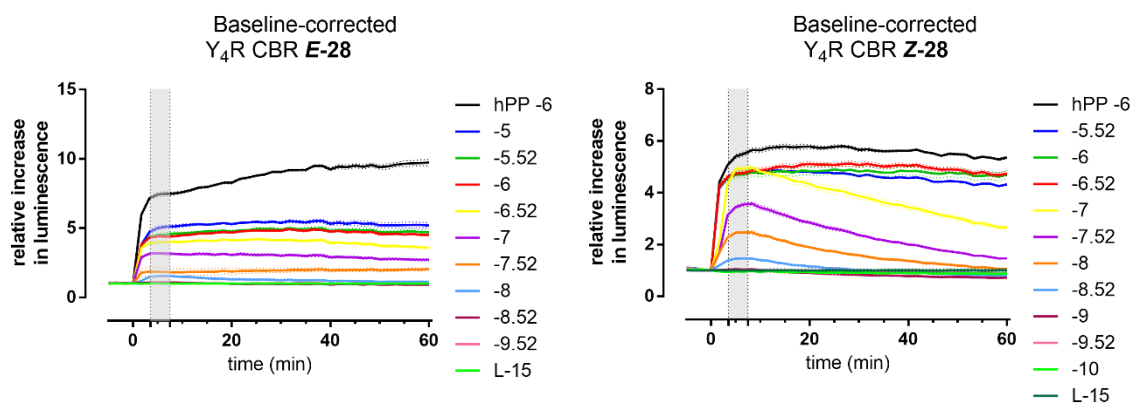 Baseline-corrected
Y₄R CBR E-28
relative increase
in luminescence
15
10
5
0
0
20
40
60
time (min)
hPP -6
-5
-5.52
-6
-6.52
-7
-7.52
-8
-8.52
-9.52
L-15
Baseline-corrected
Y₄R CBR Z-28
relative increase
in luminescence
8
6
4
2
0
0
20
40
60
time (min)
hPP -6
-5.52
-6
-6.52
-7
-7.52
-8
-8.52
-9
-9.52
-10
L-15